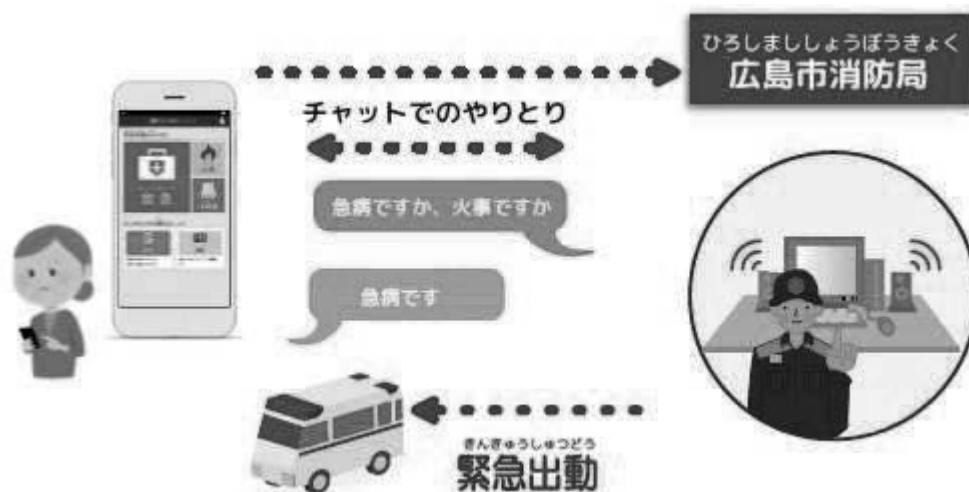 ひろしまししょうぼうきょく
広島市消防局
チャットでのやりとり
急病ですか、火事ですか
急病です
きんきゅうしゅつどう
緊急出動